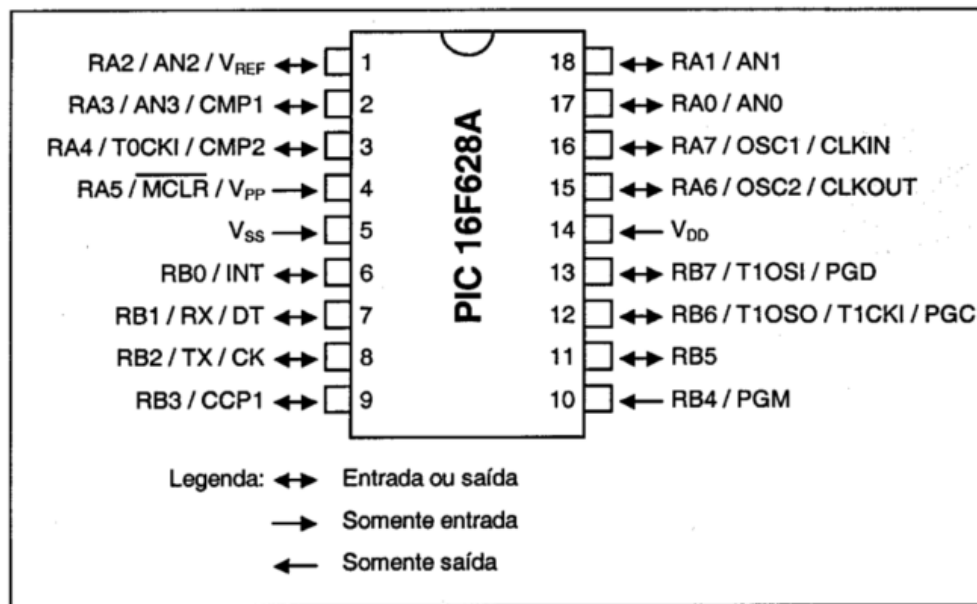 RA2 / AN2 / VREF 1 18 RA1 / AN1
RA3 / AN3 / CMP1 2 17 RA0 / AN0
RA4 / T0CKI / CMP2 3 16 RA7 / OSC1 / CLKIN
RA5 / MCLR / VPP 4 15 RA6 / OSC2 / CLKOUT
VSS 5 14 VDD
RB0 / INT 6 13 RB7 / T1OSI / PGD
RB1 / RX / DT 7 12 RB6 / T1OSO / T1CKI / PGC
RB2 / TX / CK 8 11 RB5
RB3 / CCP1 9 10 RB4 / PGM
PIC 16F628A
Legenda: Entrada ou saída
Somente entrada
Somente saída